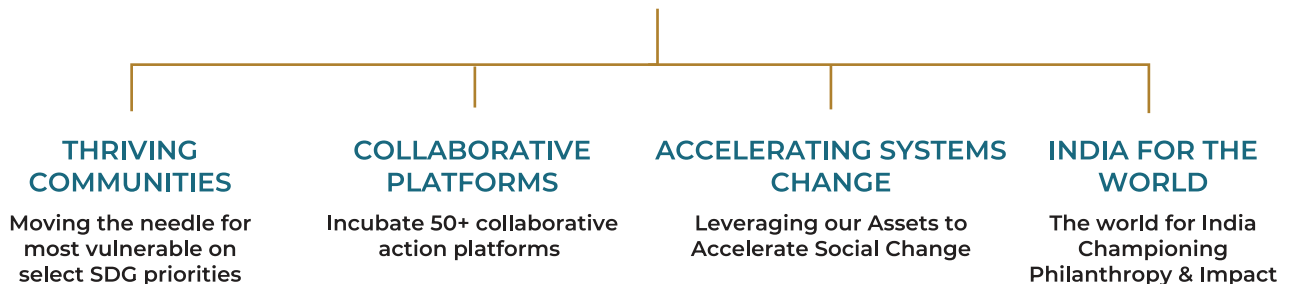 THRIVING
COMMUNITIES
Moving the needle for
most vulnerable on
select SDG priorities
COLLABORATIVE
PLATFORMS
Incubate 50+ collaborative
action platforms
ACCELERATING SYSTEMS
CHANGE
Leveraging our Assets to
Accelerate Social Change
INDIA FOR THE
WORLD
The world for India
Championing
Philanthropy & Impact